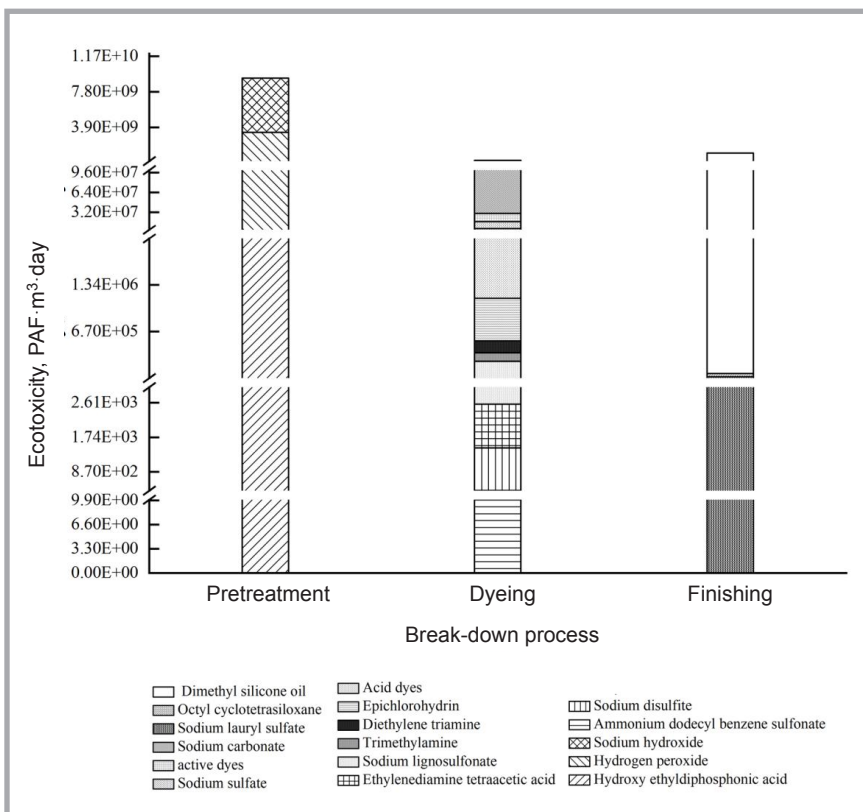 1.17E+10
7.80E+09
3.90E+09
9.60E+07
6.40E+07
3.20E+07
1.34E+06
6.70E+05
2.61E+03
1.74E+03
8.70E+02
9.90E+00
6.60E+00
3.30E+00
0.00E+00
Ecotoxicity, PAF·m³·day
Pretreatment Dyeing Finishing
Break-down process
Dimethyl silicone oil
Octyl cyclotetrasiloxane
Sodium lauryl sulfate
Sodium carbonate
active dyes
Sodium sulfate
Acid dyes
Epichlorohydrin
Diethylene triamine
Trimethylamine
Sodium lignosulfonate
Ethylenediamine tetraacetic acid
Sodium disulfite
Ammonium dodecyl benzene sulfonate
Sodium hydroxide
Hydrogen peroxide
Hydroxy ethyldiphosphonic acid